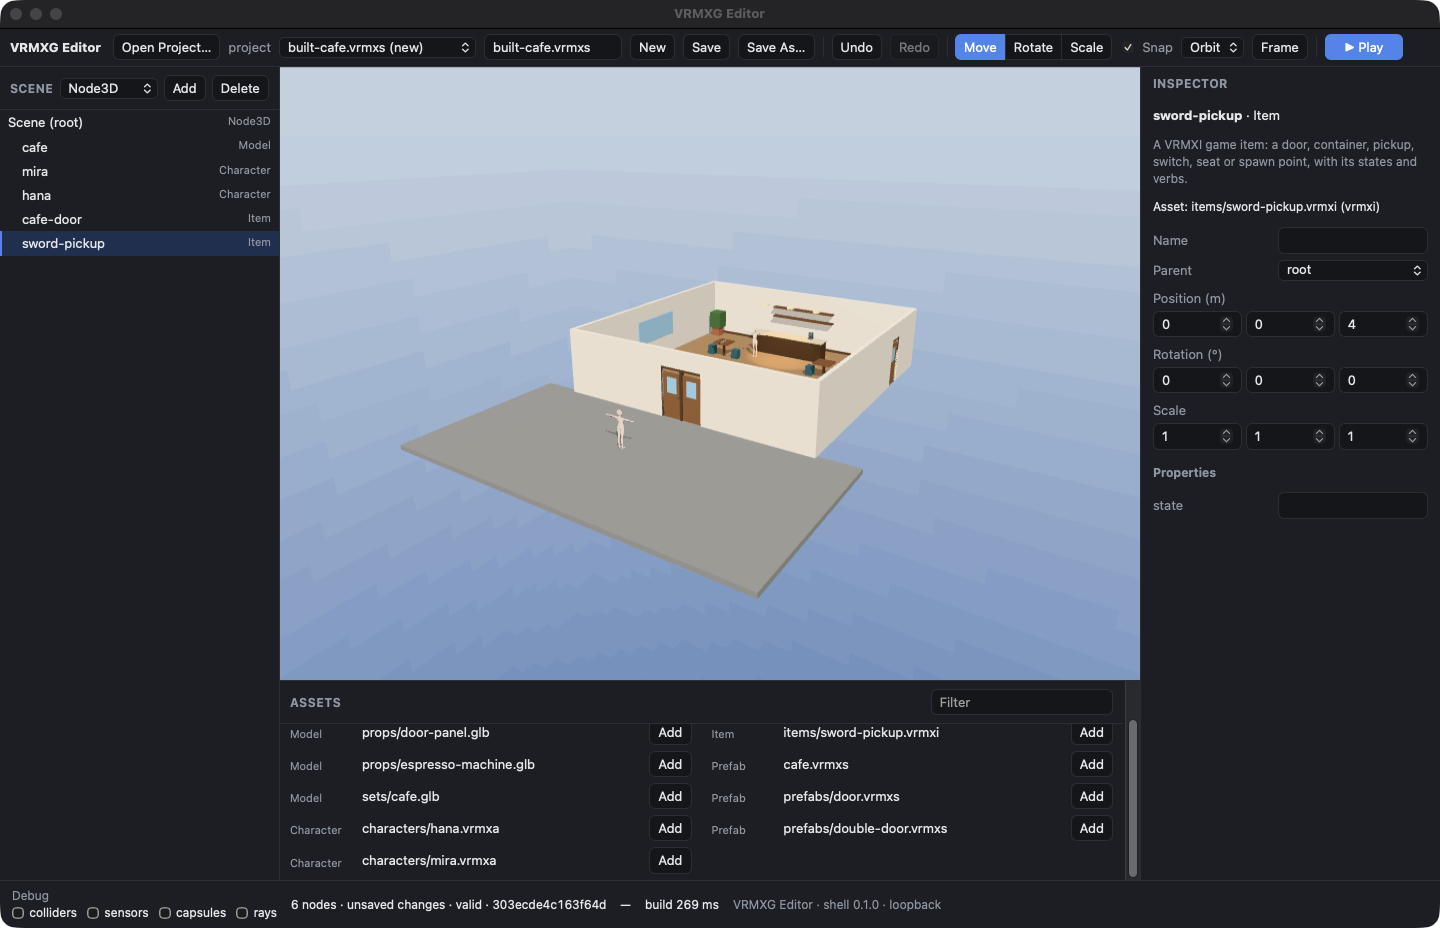 VRMXG Editor
VRMXG Editor Open Project... project built-cafe.vrmxs (new) built-cafe.vrmxs New Save Save As... Undo Redo Move Rotate Scale ✓ Snap Orbit Frame ▶ Play
SCENE Node3D Add Delete
Scene (root) Node3D
cafe Model
mira Character
hana Character
cafe-door Item
sword-pickup Item
INSPECTOR
sword-pickup · Item
A VRMXI game item: a door, container, pickup,
switch, seat or spawn point, with its states and
verbs.
Asset: items/sword-pickup.vrmxi (vrmxi)
Name
Parent root
Position (m)
0 0 4
Rotation (°)
0 0 0
Scale
1 1 1
Properties
state
ASSETS Filter
Model props/door-panel.glb Add Item items/sword-pickup.vrmxi Add
Model props/espresso-machine.glb Add Prefab cafe.vrmxs Add
Model sets/cafe.glb Add Prefab prefabs/door.vrmxs Add
Character characters/hana.vrmxa Add Prefab prefabs/double-door.vrmxs Add
Character characters/mira.vrmxa Add
Debug
colliders sensors capsules rays
6 nodes · unsaved changes · valid · 303ecde4c163f64d — build 269 ms VRMXG Editor · shell 0.1.0 · loopback